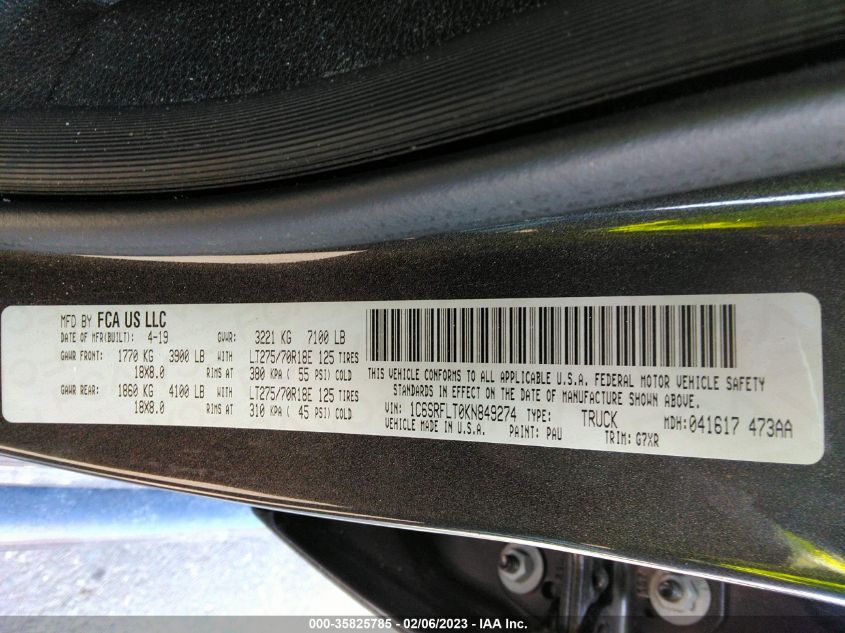 MFD BY FCA US LLC
DATE OF MFR(BUILT): 4-19 GVWR: 3221 KG 7100 LB
GAWR FRONT: 1770 KG 3900 LB WITH LT275/70R18E 125 TIRES
18X8.0 RIMS AT 380 KPA ( 55 PSI) COLD
GAWR REAR: 1860 KG 4100 LB WITH LT275/70R18E 125 TIRES
18X8.0 RIMS AT 310 KPA ( 45 PSI) COLD
THIS VEHICLE CONFORMS TO ALL APPLICABLE U.S.A. FEDERAL MOTOR VEHICLE SAFETY
STANDARDS IN EFFECT ON THE DATE OF MANUFACTURE SHOWN ABOVE.
VIN: 1C6SRFLT0KN849274 TYPE: TRUCK MDH: 041617 473AA
VEHICLE MADE IN U.S.A. PAINT: PAU TRIM: G7XR
000-35825785 - 02/06/2023 - IAA Inc.